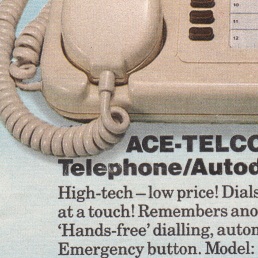 12
ACE-TELCO
Telephone/Autod
High-tech – low price! Dials
at a touch! Remembers ano
‘Hands-free’ dialling, auton
Emergency button. Model: